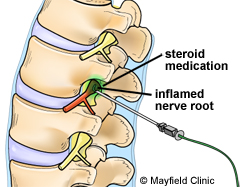 steroid
medication
inflamed
nerve root
© Mayfield Clinic